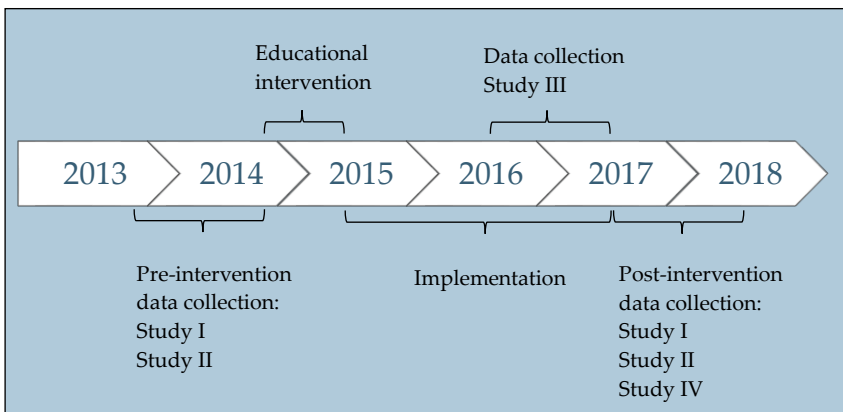 Educational
intervention
Data collection
Study III
2013
2014
2015
2016
2017
2018
Pre-intervention
data collection:
Study I
Study II
Implementation
Post-intervention
data collection:
Study I
Study II
Study IV